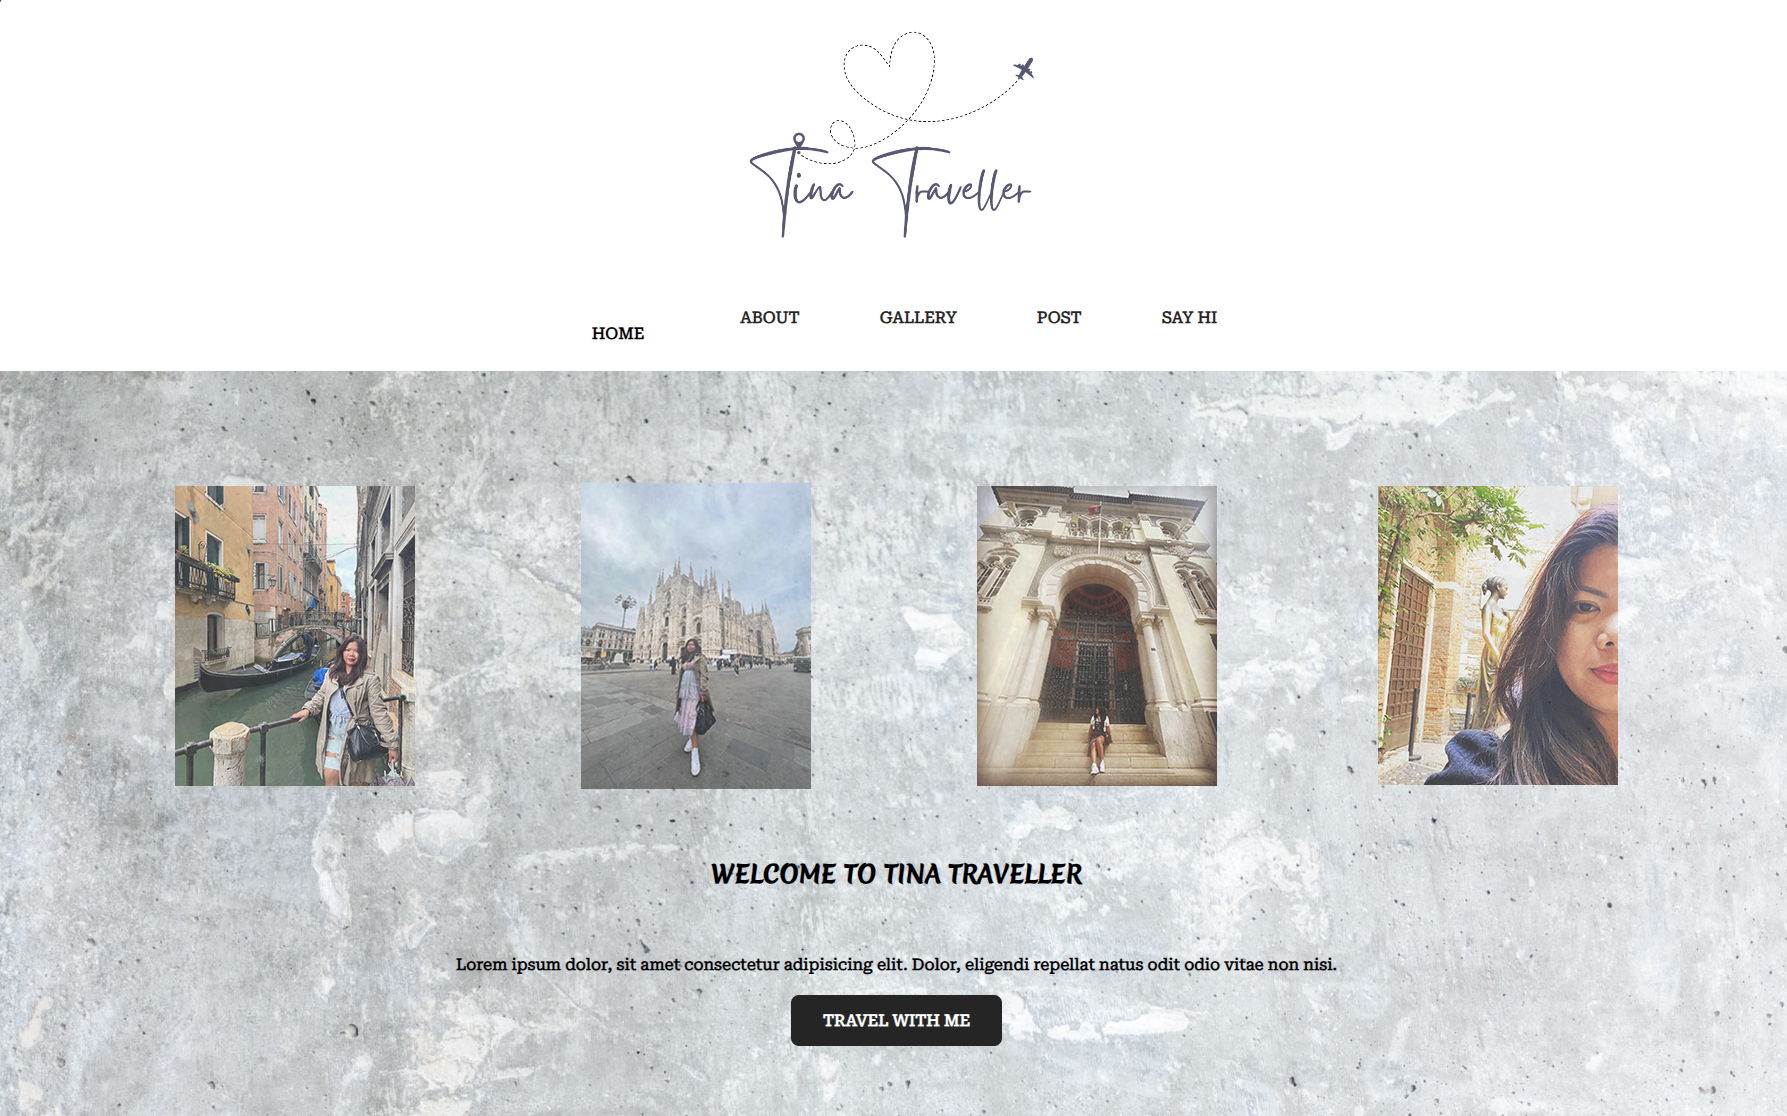 Tina Traveller
HOME ABOUT GALLERY POST SAY HI
WELCOME TO TINA TRAVELLER
Lorem ipsum dolor, sit amet consectetur adipisicing elit. Dolor, eligendi repellat natus odit odio vitae non nisi.
TRAVEL WITH ME